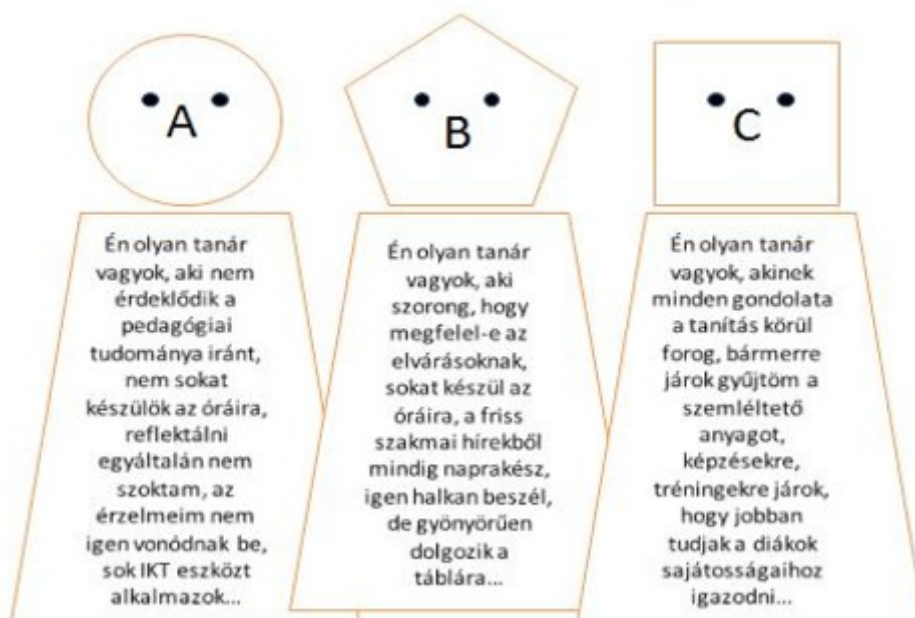 A
Én olyan tanár
vagyok, aki nem
érdeklődik a
pedagógiai
tudománya iránt,
nem sokat
készülök az óráira,
reflektálni
egyáltalán nem
szoktam, az
érzelmeim nem
igen vonódnak be,
sok IKT eszközt
alkalmazok...
B
Én olyan tanár
vagyok, aki
szorong, hogy
megfelel-e az
elvárásoknak,
sokat készül az
óráira, a friss
szakmai hírekből
mindig naprakész,
igen halkan beszél,
de gyönyörűen
dolgozik a
táblára...
C
Én olyan tanár
vagyok, akinek
minden gondolata
a tanítás körül
forog, bármerre
járok gyűjtöm a
szemléltető
anyagot,
képzésekre,
tréningekre járok,
hogy jobban
tudjak a diákok
sajátosságaihoz
igazodni...